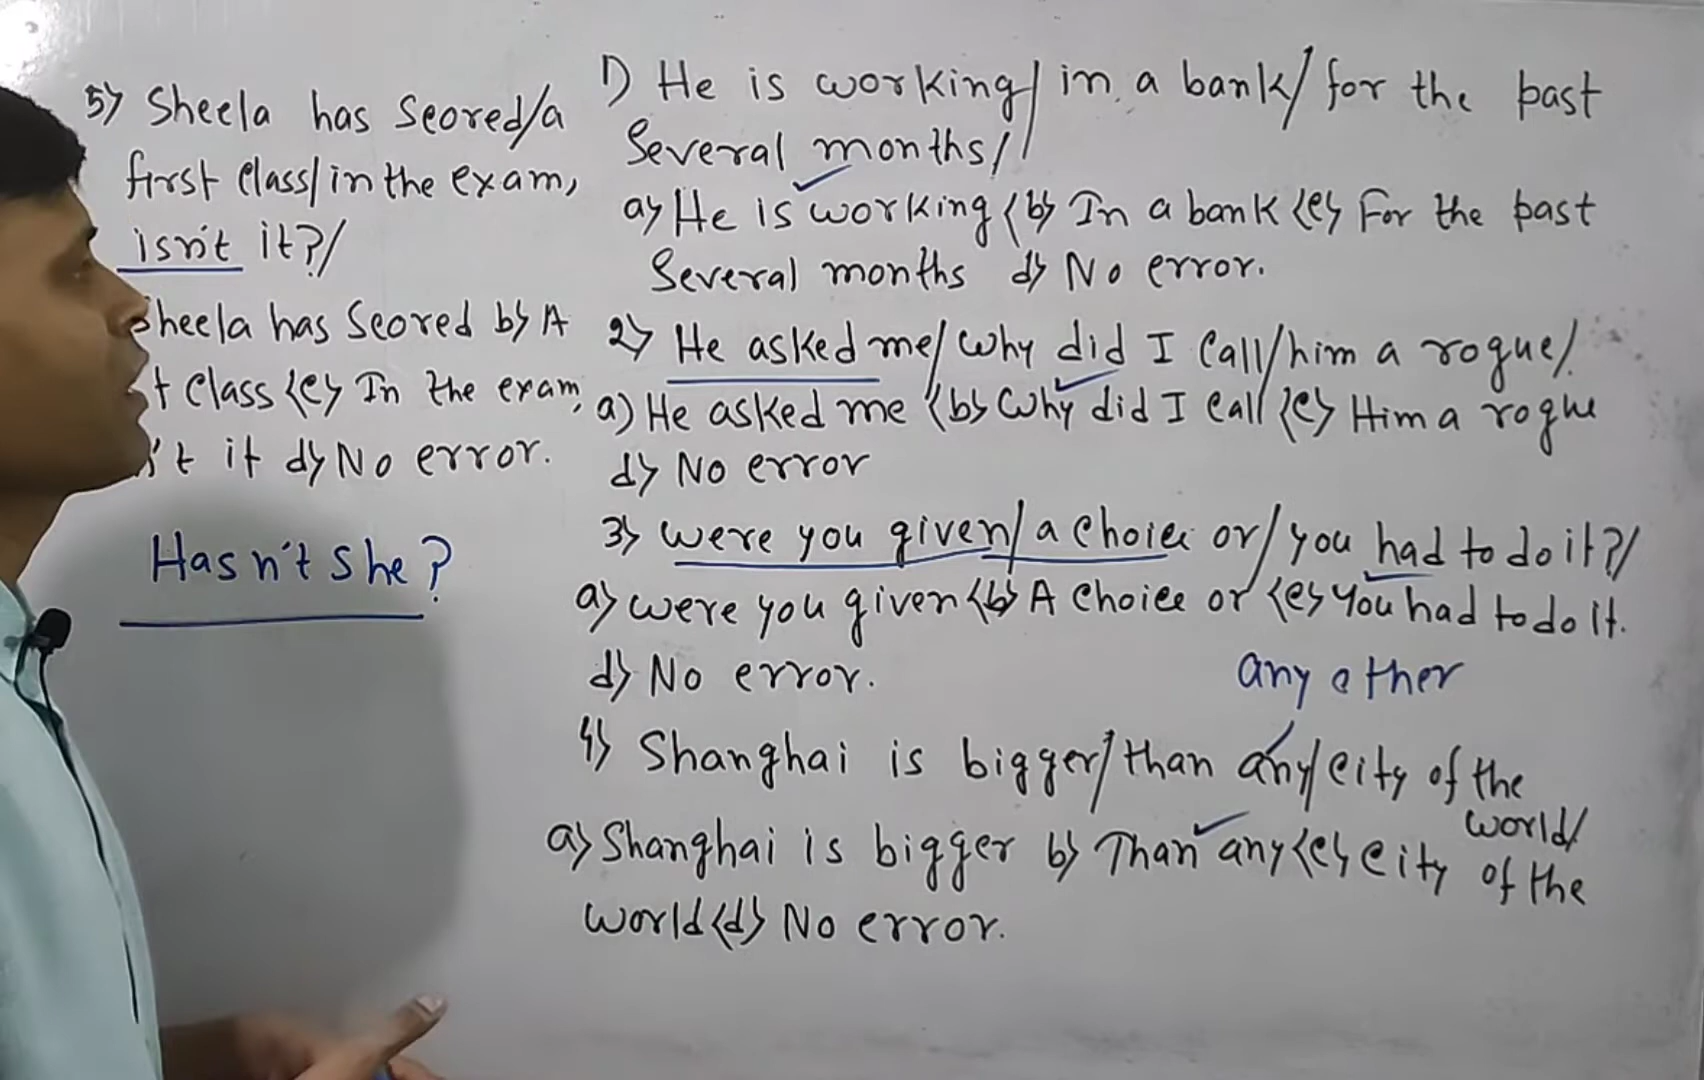 5) Sheela has Scored/a
first Class/in the exam,
isn't it?/
Sheela has Scored b) A
t Class (c) In the exam,
't it d) No error.
Hasn't she?
1) He is working/ in a bank/ for the past
Several months//
a) He is working (b) In a bank (c) For the past
Several months d) No error.
2) He asked me/ Why did I Call/him a rogue/.
a) He asked me (b) Why did I Call (c) Him a rogue
d) No error
3) Were you given/ a Choice or/ you had to do it?/
a) Were you given (b) A Choice or (c) You had to do it.
d) No error.
any other
4) Shanghai is bigger/than any/city of the
world/
a) Shanghai is bigger b) Than any (c) City of the
world (d) No error.